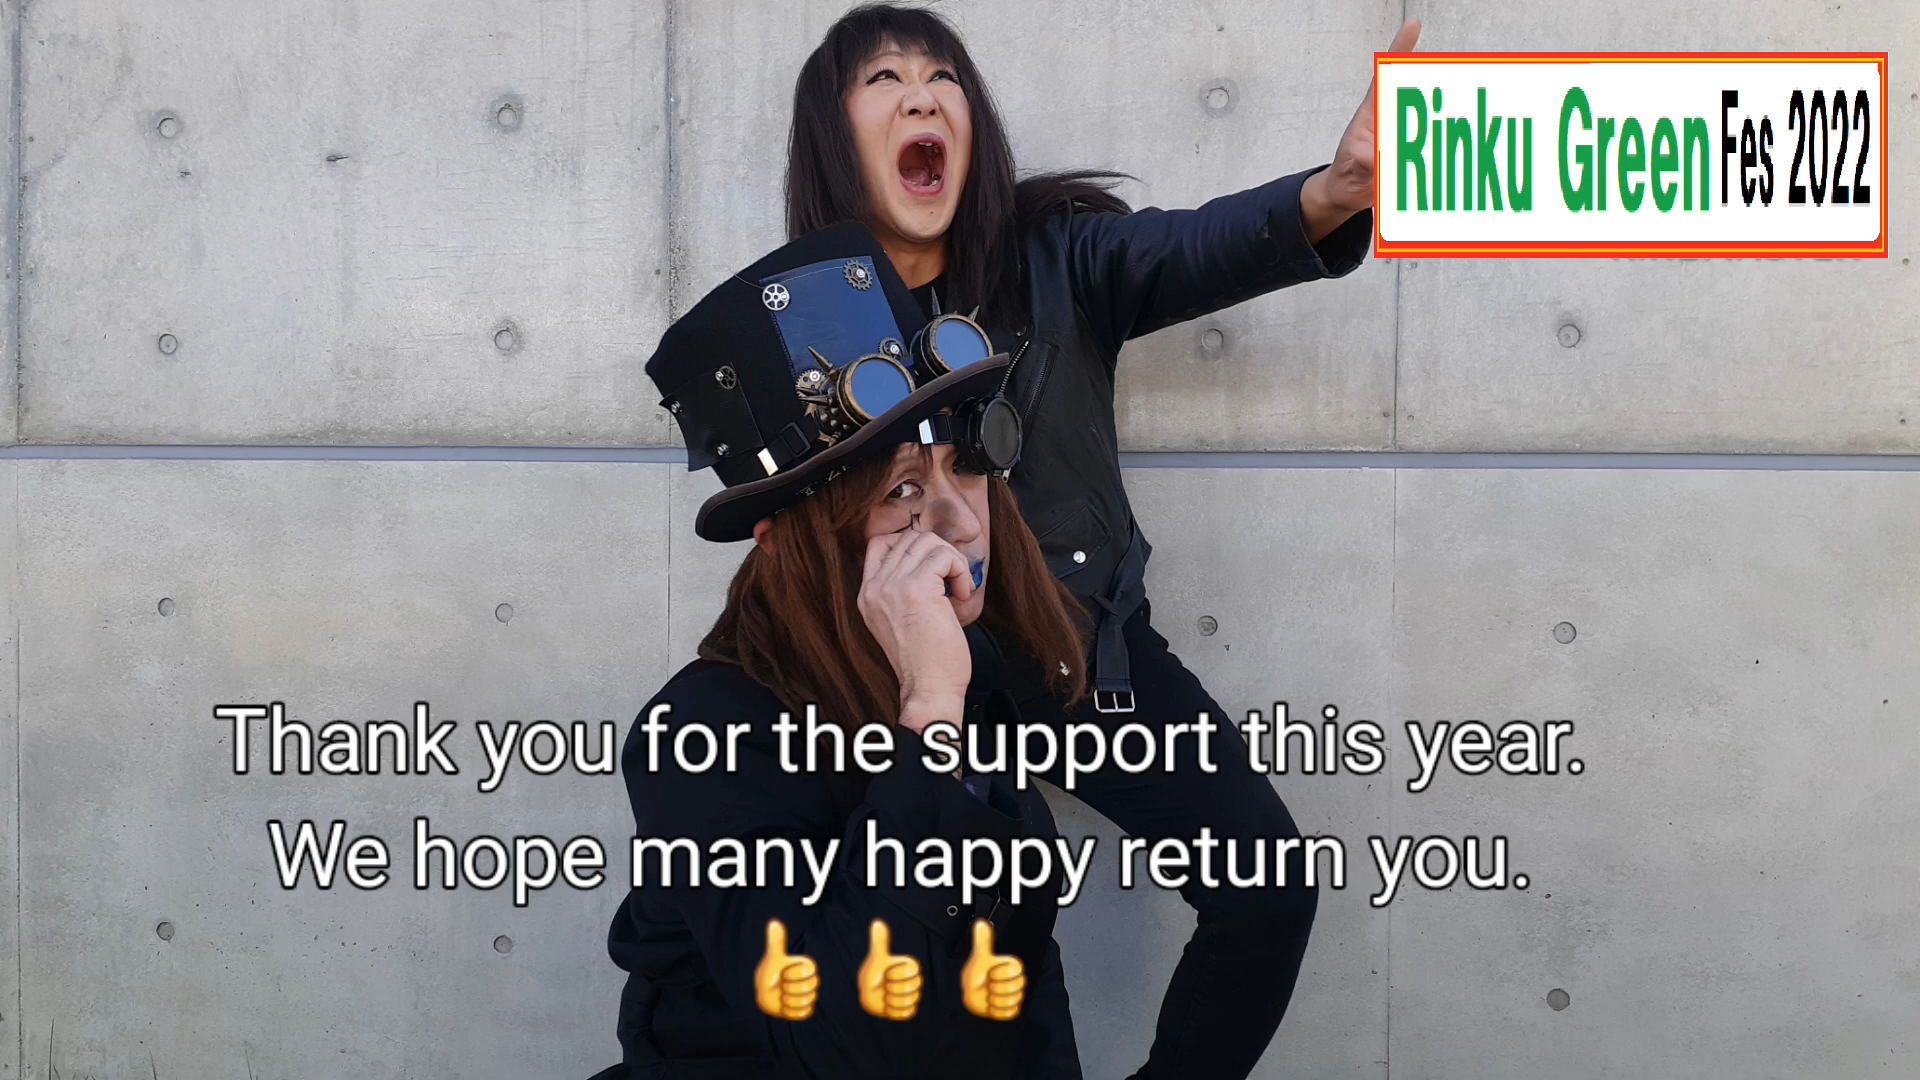 Rinku Green Fes 2022
Thank you for the support this year.
We hope many happy return you.
👍👍👍